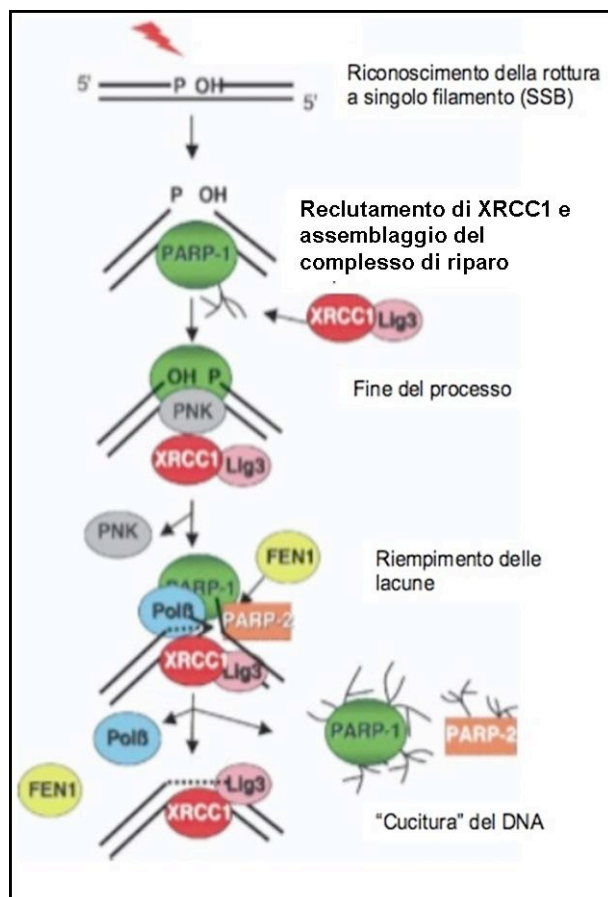 5' P OH 5'
Riconoscimento della rottura
a singolo filamento (SSB)
P OH
Reclutamento di XRCC1 e
assemblaggio del
complesso di riparo
PARP-1
XRCC1 Lig3
OH P
Fine del processo
PNK
XRCC1 Lig3
PNK
FEN1
Riempimento delle
lacune
PARP-1
Polß
PARP-2
XRCC1 Lig3
PARP-1
PARP-2
Polß
FEN1
Lig3
XRCC1
“Cucitura” del DNA